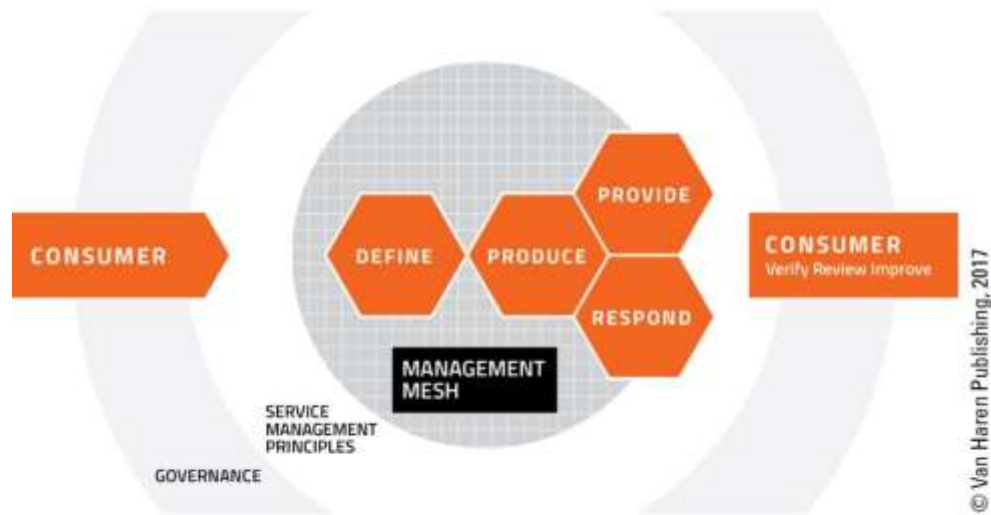 CONSUMER
DEFINE
PRODUCE
PROVIDE
RESPOND
CONSUMER
Verify Review Improve
MANAGEMENT
MESH
SERVICE
MANAGEMENT
PRINCIPLES
GOVERNANCE
© Van Haren Publishing, 2017